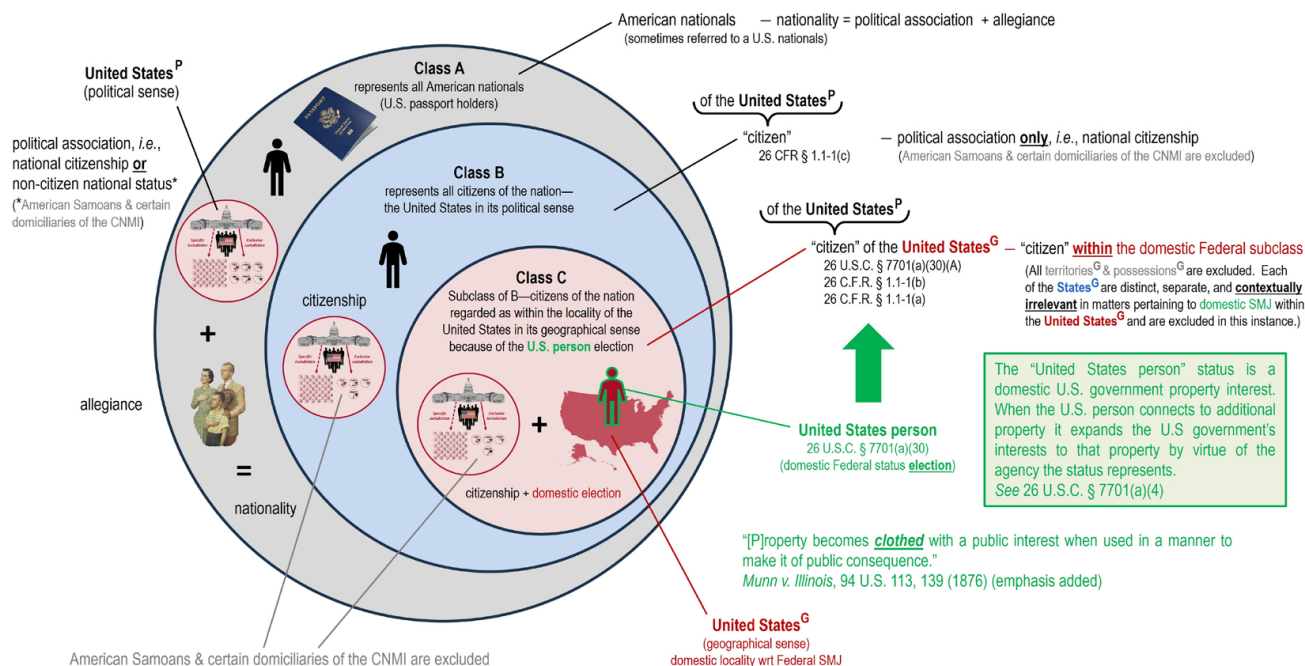 American nationals – nationality = political association + allegiance
(sometimes referred to a U.S. nationals)
United States^P
(political sense)
political association, i.e.,
national citizenship or
non-citizen national status*
(*American Samoans & certain
domiciliaries of the CNMI)
+
allegiance
=
nationality
Class A
represents all American nationals
(U.S. passport holders)
PASSPORT
Specific Jurisdiction
Exclusive Jurisdiction
Class B
represents all citizens of the nation—
the United States in its political sense
citizenship
Specific Jurisdiction
Exclusive Jurisdiction
Class C
Subclass of B—citizens of the nation
regarded as within the locality of the
United States in its geographical sense
because of the U.S. person election
Specific Jurisdiction
Exclusive Jurisdiction
+
citizenship + domestic election
of the United States^P
"citizen"
26 CFR § 1.1-1(c)
– political association only, i.e., national citizenship
(American Samoans & certain domiciliaries of the CNMI are excluded)
of the United States^P
"citizen" of the United States^G – "citizen" within the domestic Federal subclass
26 U.S.C. § 7701(a)(30)(A)
26 C.F.R. § 1.1-1(b)
26 C.F.R. § 1.1-1(a)
(All territories^G & possessions^G are excluded. Each
of the States^G are distinct, separate, and contextually
irrelevant in matters pertaining to domestic SMJ within
the United States^G and are excluded in this instance.)
United States person
26 U.S.C. § 7701(a)(30)
(domestic Federal status election)
The "United States person" status is a
domestic U.S. government property interest.
When the U.S. person connects to additional
property it expands the U.S government's
interests to that property by virtue of the
agency the status represents.
See 26 U.S.C. § 7701(a)(4)
"[P]roperty becomes clothed with a public interest when used in a manner to
make it of public consequence."
Munn v. Illinois, 94 U.S. 113, 139 (1876) (emphasis added)
United States^G
(geographical sense)
domestic locality wrt Federal SMJ
American Samoans & certain domiciliaries of the CNMI are excluded